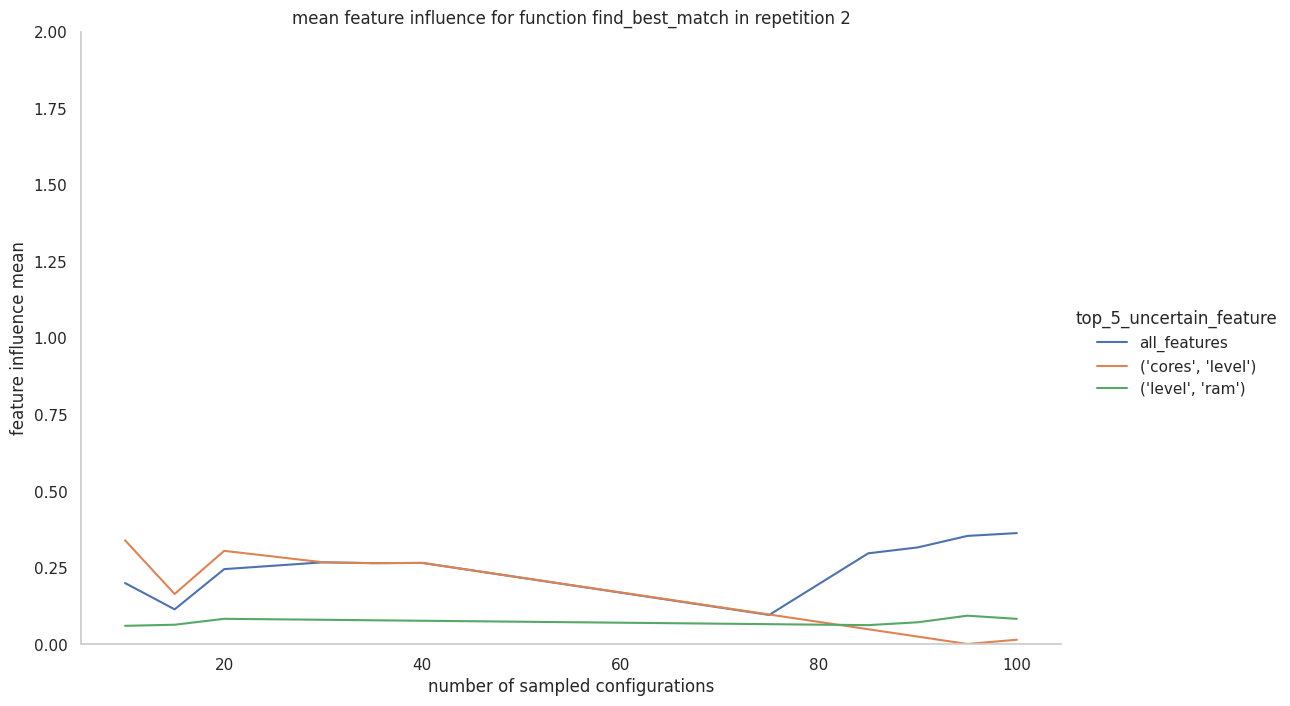 mean feature influence for function find_best_match in repetition 2
2.00
1.75
1.50
1.25
1.00
0.75
0.50
0.25
0.00
feature influence mean
20
40
60
80
100
number of sampled configurations
top_5_uncertain_feature
all_features
('cores', 'level')
('level', 'ram')